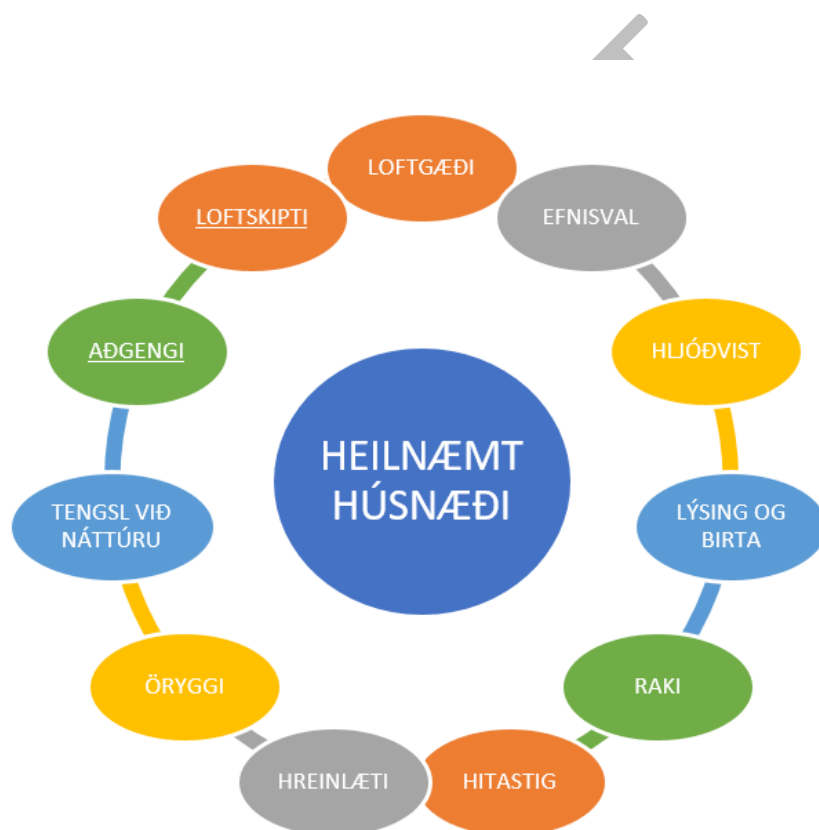 LOFTGÆÐI
EFNISVAL
HLJÓÐVIST
LÝSING OG
BIRTA
RAKI
HITASTIG
HREINLÆTI
ÖRYGGI
TENGSL VIÐ
NÁTTÚRU
AÐGENGI
LOFTSKIPTI
HEILNÆMT
HÚSNÆÐI